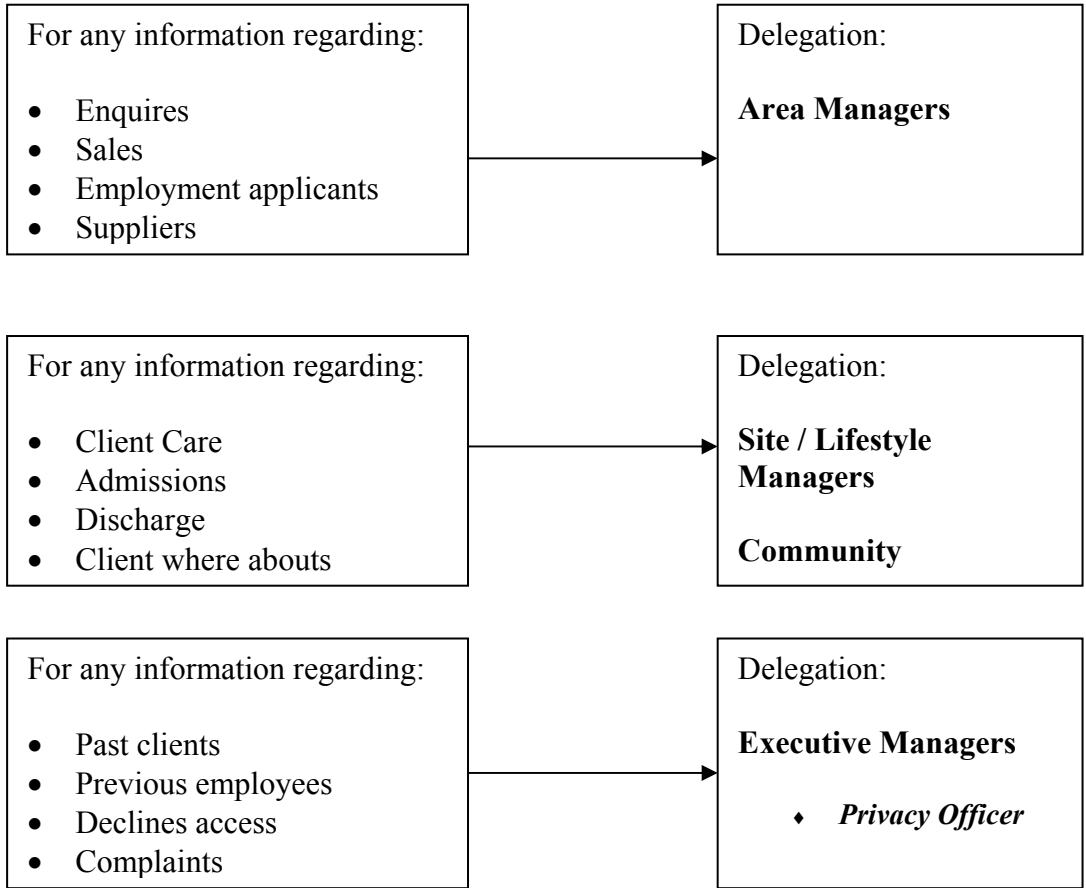 For any information regarding:
• Enquires
• Sales
• Employment applicants
• Suppliers
Delegation:
Area Managers
For any information regarding:
• Client Care
• Admissions
• Discharge
• Client where abouts
Delegation:
Site / Lifestyle
Managers
Community
For any information regarding:
• Past clients
• Previous employees
• Declines access
• Complaints
Delegation:
Executive Managers
♦ Privacy Officer